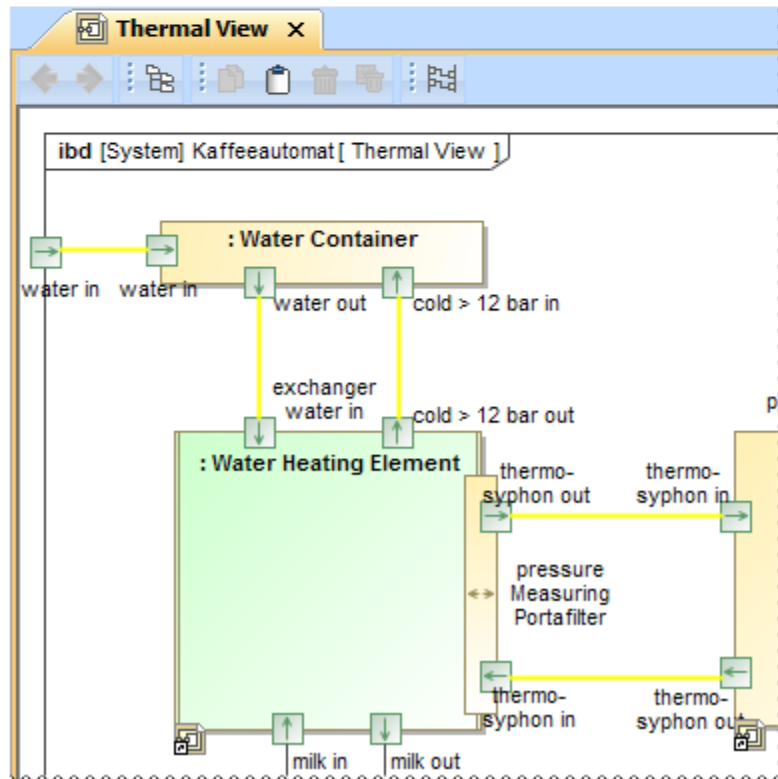 Thermal View
ibd [System] Kaffeeautomat[ Thermal View ]
: Water Container
water in
water in
water out
cold > 12 bar in
exchanger
water in
cold > 12 bar out
p
: Water Heating Element
thermo-
syphon out
thermo-
syphon in
pressure
Measuring
Portafilter
thermo-
syphon in
thermo-
syphon out
milk in
milk out